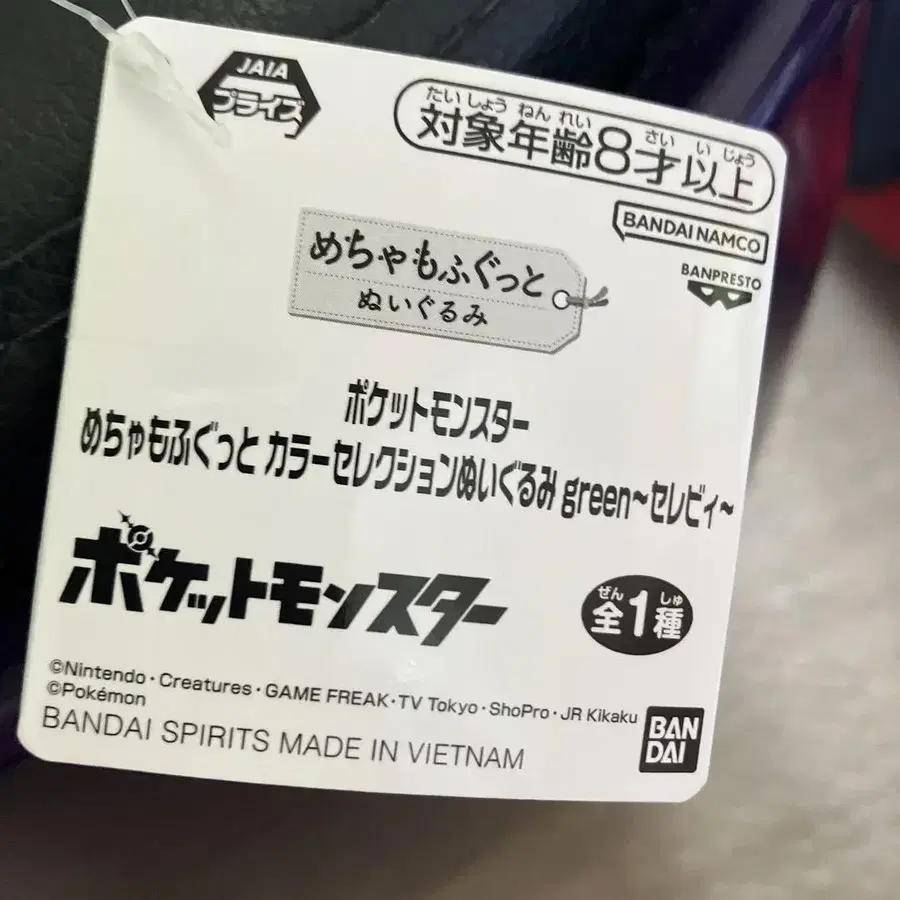 JAIA
プライズ
たいしょうねんれい さい いじょう
対象年齢8才以上
BANDAI NAMCO
BANPRESTO
めちゃもふぐっと
ぬいぐるみ
ポケットモンスター
めちゃもふぐっと カラーセレクションぬいぐるみ green~セレビィ~
ポケットモンスター
ぜん しゅ
全1種
©Nintendo・Creatures・GAME FREAK・TV Tokyo・ShoPro・JR Kikaku
©Pokémon
BANDAI SPIRITS MADE IN VIETNAM
BAN
DAI